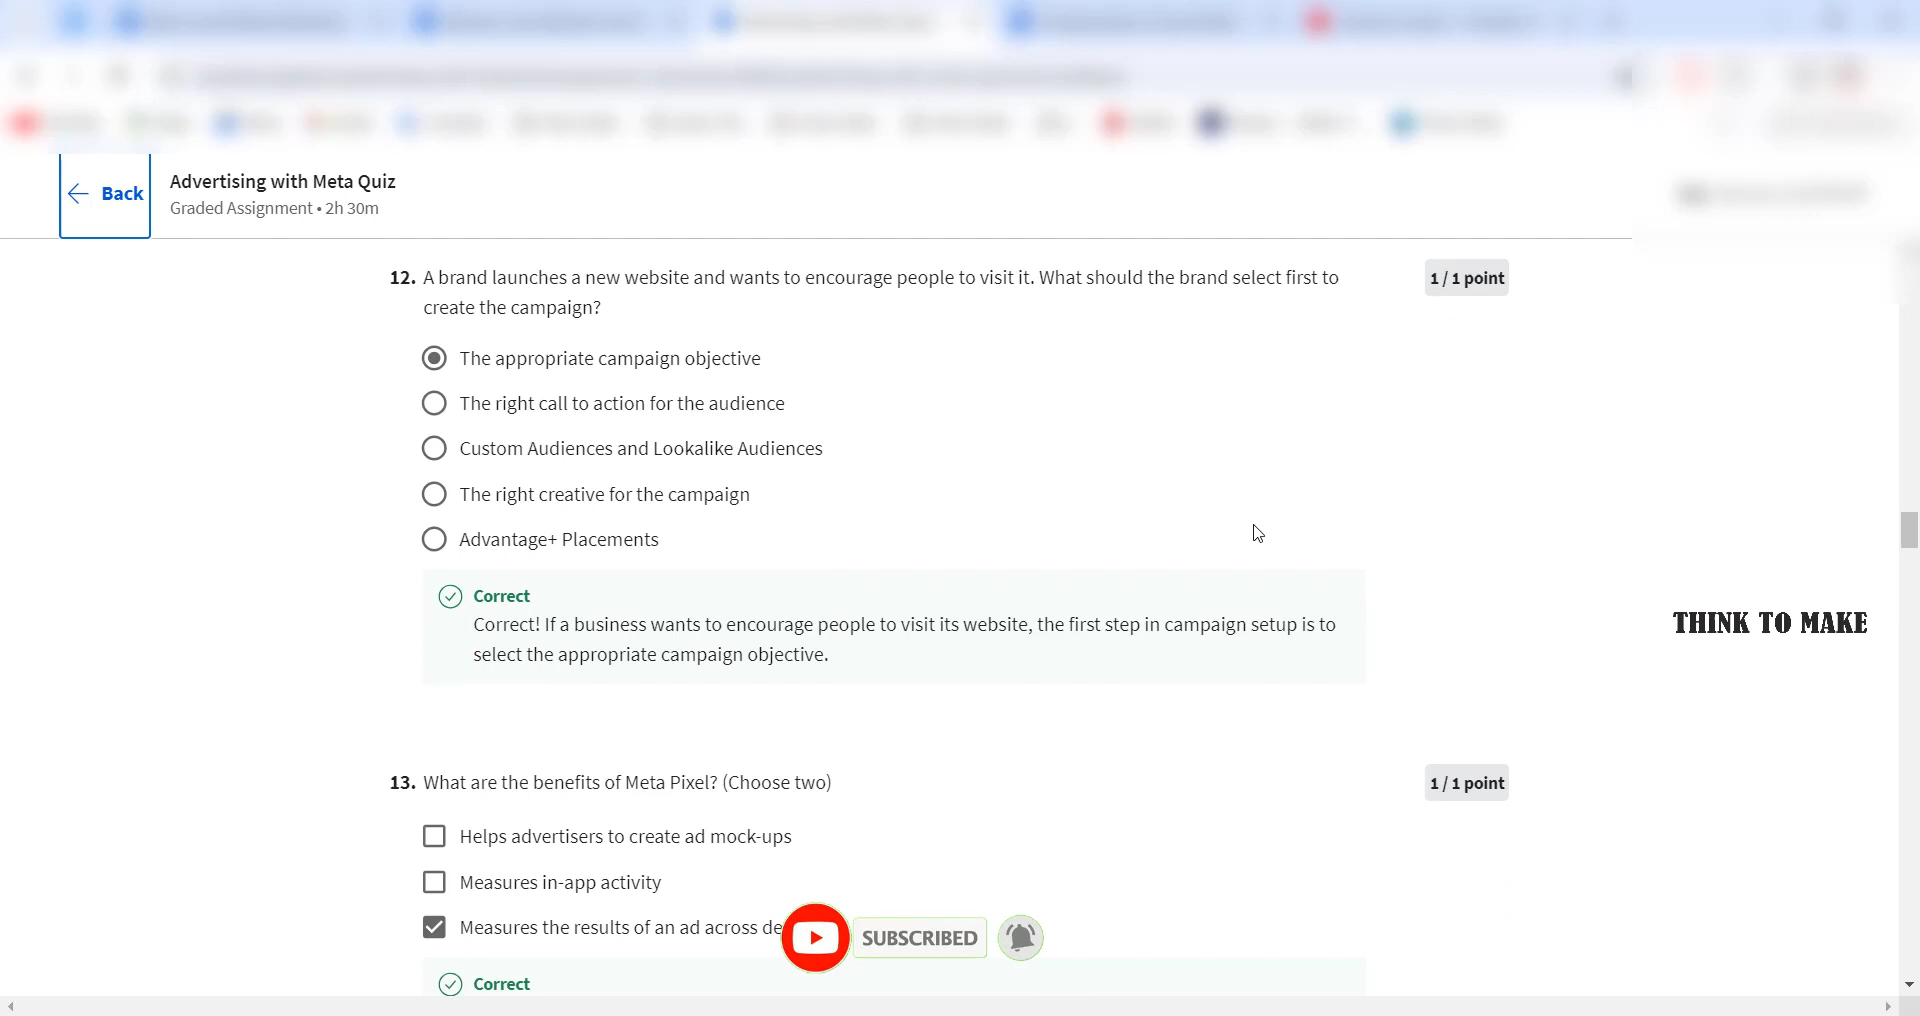 Back
Advertising with Meta Quiz
Graded Assignment • 2h 30m
12. A brand launches a new website and wants to encourage people to visit it. What should the brand select first to
create the campaign?
1 / 1 point
The appropriate campaign objective
The right call to action for the audience
Custom Audiences and Lookalike Audiences
The right creative for the campaign
Advantage+ Placements
Correct
Correct! If a business wants to encourage people to visit its website, the first step in campaign setup is to
select the appropriate campaign objective.
THINK TO MAKE
13. What are the benefits of Meta Pixel? (Choose two)
1 / 1 point
Helps advertisers to create ad mock-ups
Measures in-app activity
Measures the results of an ad across de
SUBSCRIBED
Correct